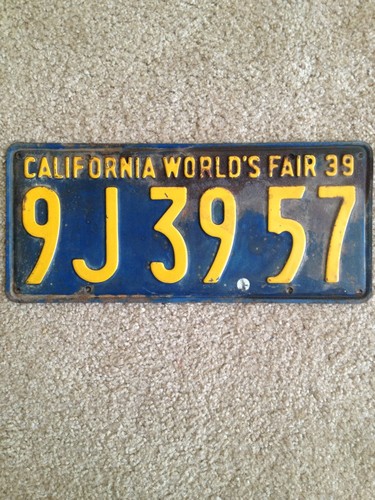 CALIFORNIA WORLD'S FAIR 39
9J 39 57